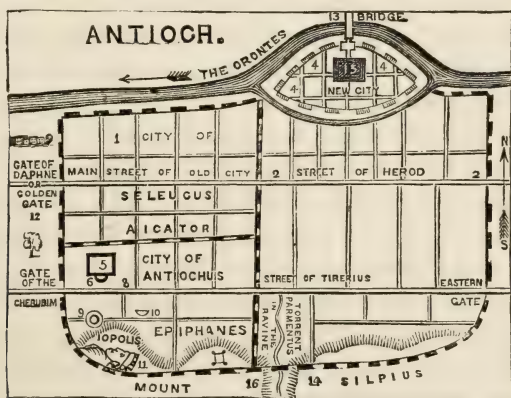 13 BRIDGE.
ANTIOCH.
THE ORONTES
15
4 4
4 4
NEW CITY
1 CITY OF
GATE OF DAPHNE OR GOLDEN GATE
MAIN STREET OF OLD CITY 2 STREET OF HEROD 2
N
S
SELEUCUS
NICATOR
12
5
CITY OF ANTIOCHUS
GATE OF THE CHERUBIM
6 8
STREET OF TIBERIUS EASTERN GATE
9 10
EPIPHANES
IOPOLIS
11
TORRENT PARMENTUS IN THE RAVINE
MOUNT 16 14 SILPIUS